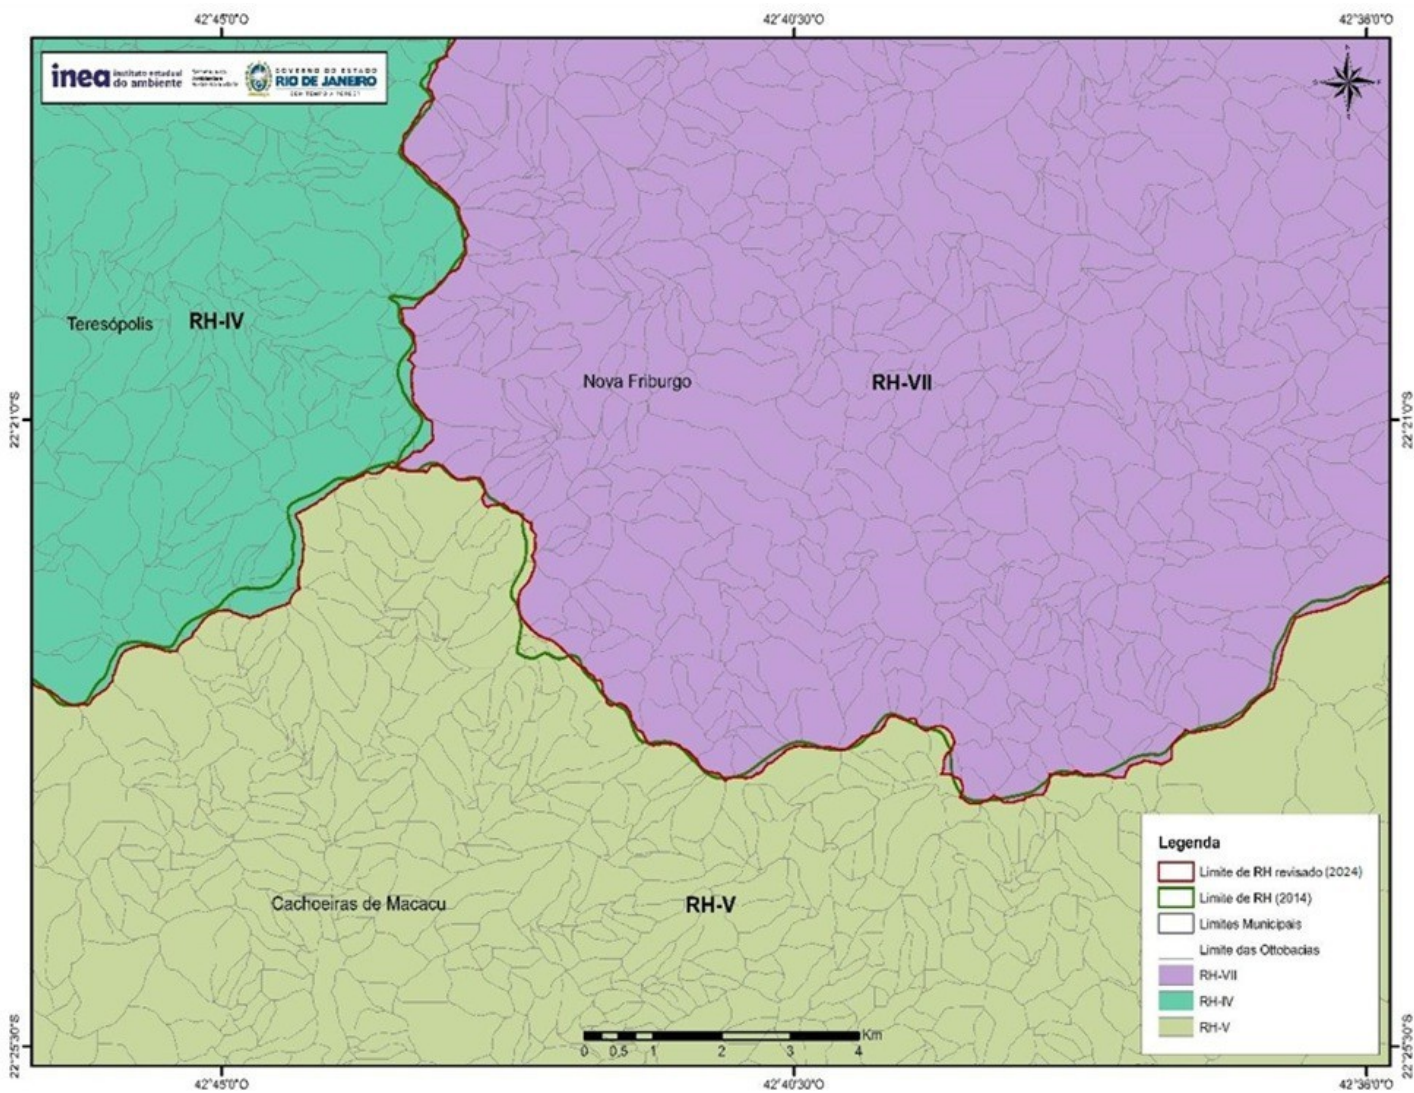 42°45'0"O
42°40'30"O
42°36'0"O
inea instituto estadual do ambiente
GOVERNO DO ESTADO
RIO DE JANEIRO
Teresópolis
RH-IV
Nova Friburgo
RH-VII
22°21'0"S
22°21'0"S
Cachoeiras de Macacu
RH-V
Legenda
Limite de RH revisado (2024)
Limite de RH (2014)
Limites Municipais
Limite das Ottobacias
RH-VII
RH-IV
RH-V
Km
0 0,5 1 2 3 4
22°25'30"S
22°25'30"S
42°45'0"O
42°40'30"O
42°36'0"O